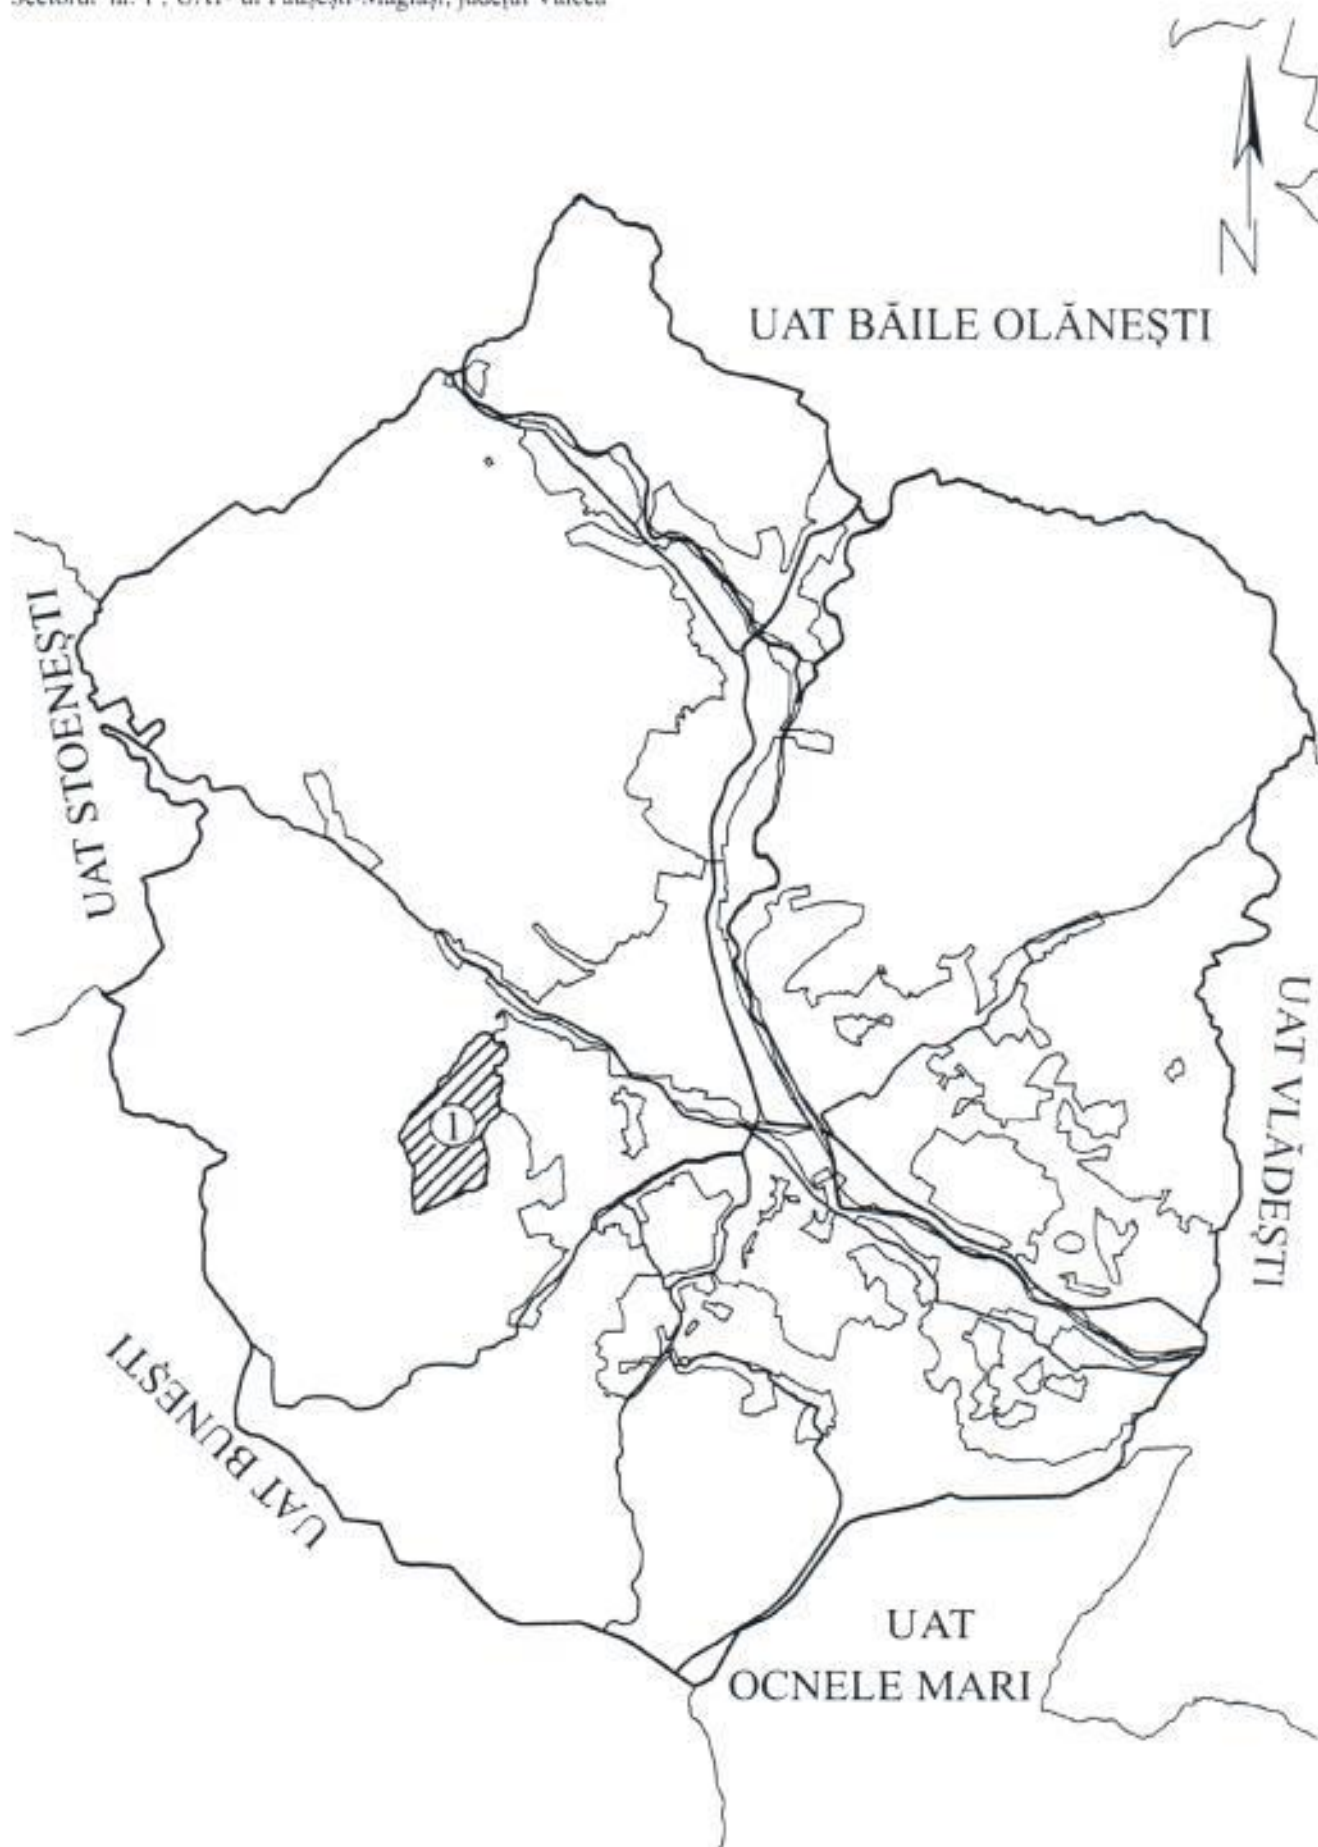 N
UAT BĂILE OLĂNEȘTI
UAT STOENEȘTI
1
UAT VLĂDEȘTI
UAT BUNEȘTI
UAT
OCNELE MARI